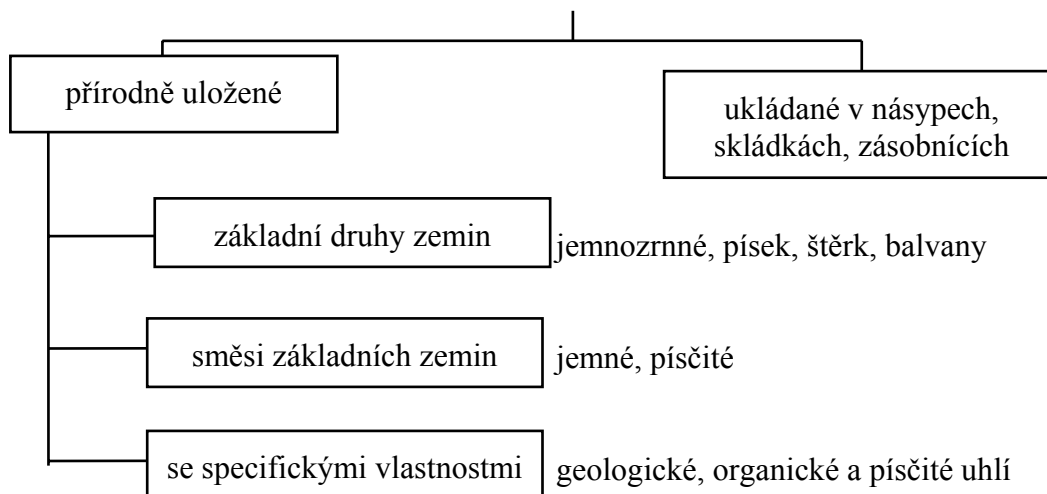 přírodně uložené
ukládané v násypech,
skládkách, zásobnících
základní druhy zemin
jemnozrnné, písek, štěrk, balvany
směsi základních zemin
jemné, písčité
se specifickými vlastnostmi
geologické, organické a písčité uhlí